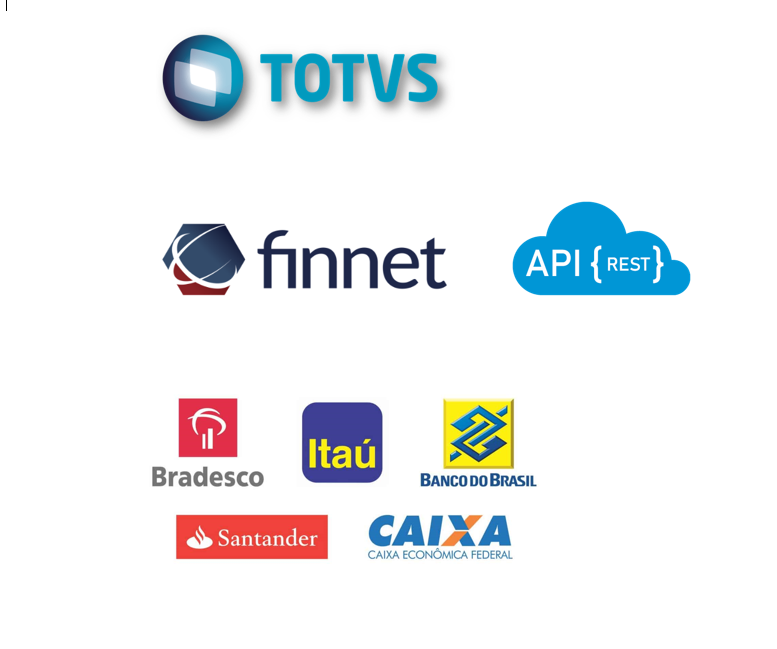 TOTVS
finnet
API {REST}
Bradesco
Itaú
BANCO DO BRASIL
Santander
CAIXA
CAIXA ECONÔMICA FEDERAL